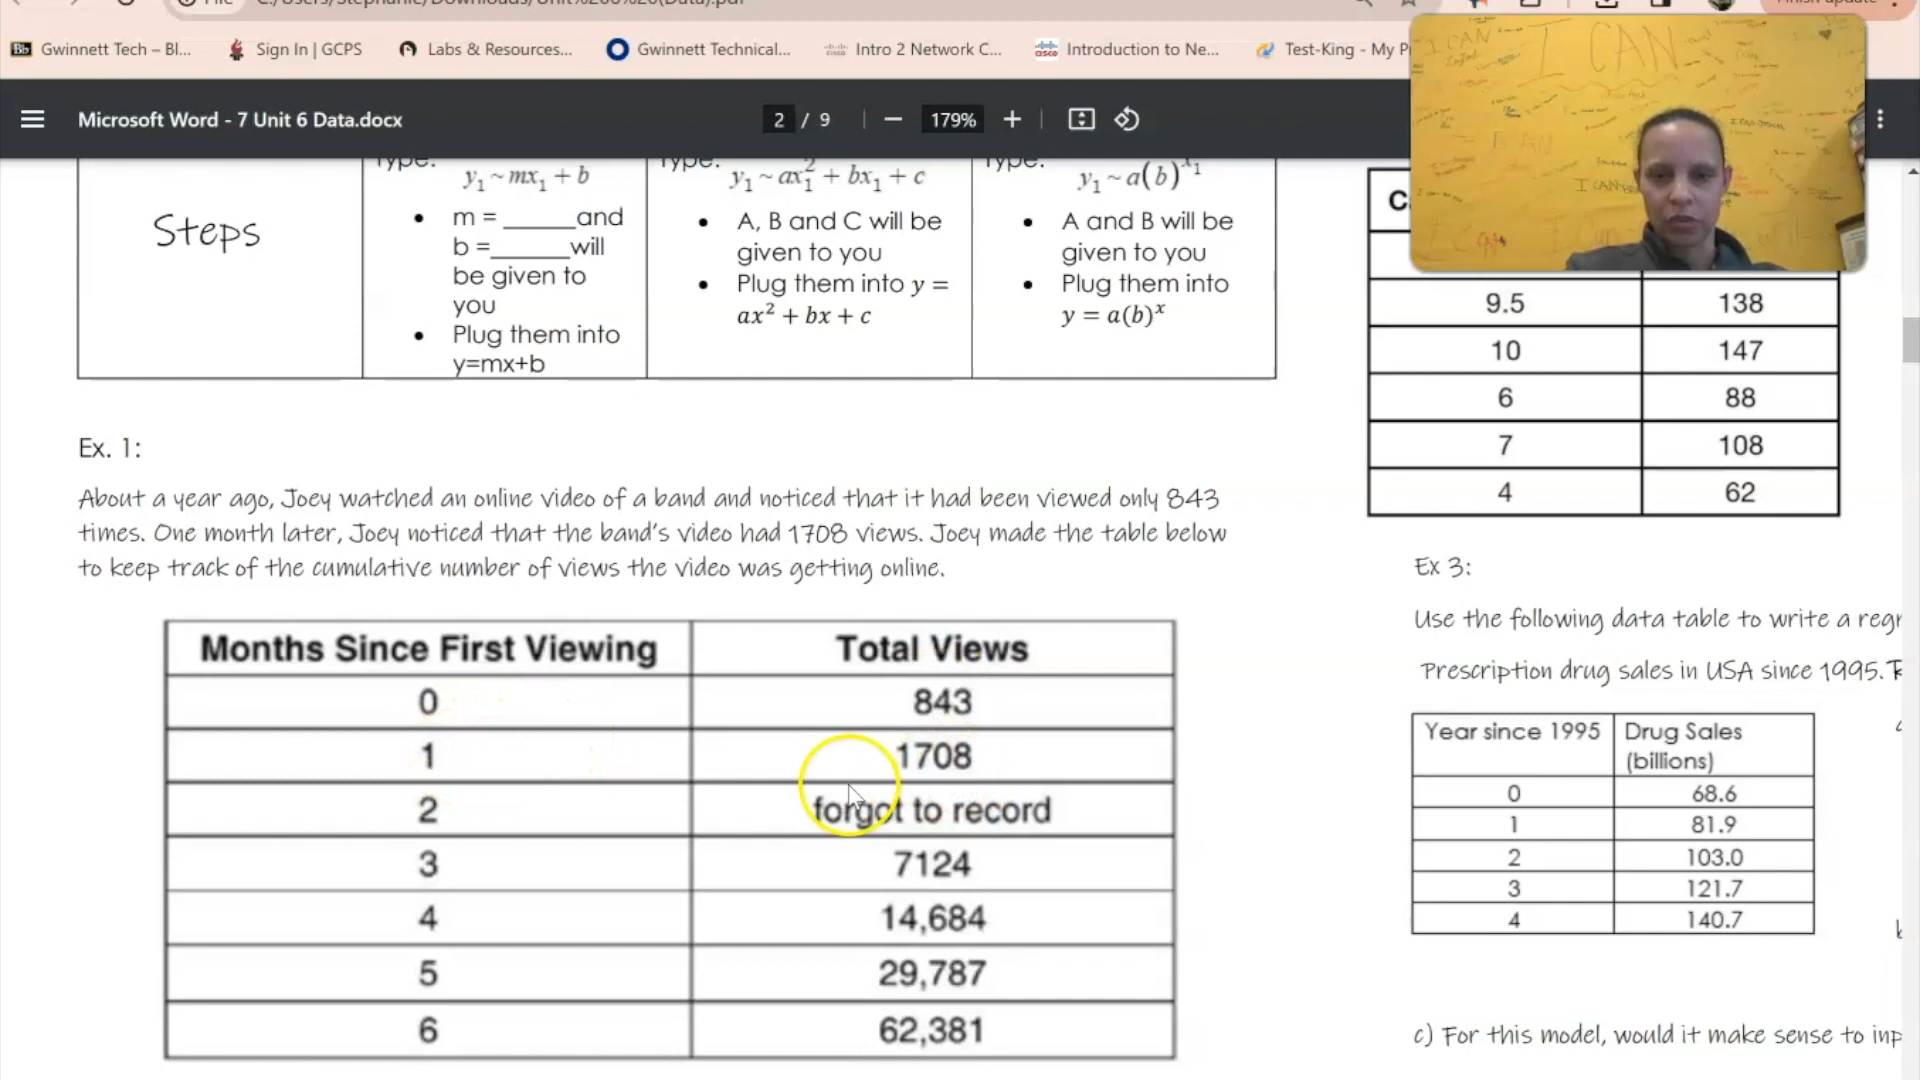 Gwinnett Tech – Bl...
Sign In | GCPS
Labs & Resources...
Gwinnett Technical...
Intro 2 Network C...
Introduction to Ne...
Test-King - My P
Microsoft Word - 7 Unit 6 Data.docx
2 / 9
179%
Steps
Type:
y₁ ~ mx₁ + b
• m = ______and
b =______will
be given to
you
• Plug them into
y=mx+b
Type:
y₁ ~ ax₁² + bx₁ + c
• A, B and C will be
given to you
• Plug them into y =
ax² + bx + c
Type:
y₁ ~ a(b)^x₁
• A and B will be
given to you
• Plug them into
y = a(b)^x
Ex. 1:
About a year ago, Joey watched an online video of a band and noticed that it had been viewed only 843
times. One month later, Joey noticed that the band's video had 1708 views. Joey made the table below
to keep track of the cumulative number of views the video was getting online.
Months Since First Viewing Total Views
0 843
1 1708
2 forgot to record
3 7124
4 14,684
5 29,787
6 62,381
I CAN
9.5 138
10 147
6 88
7 108
4 62
Ex 3:
Use the following data table to write a regr
Prescription drug sales in USA since 1995.
Year since 1995 Drug Sales
(billions)
0 68.6
1 81.9
2 103.0
3 121.7
4 140.7
c) For this model, would it make sense to inp